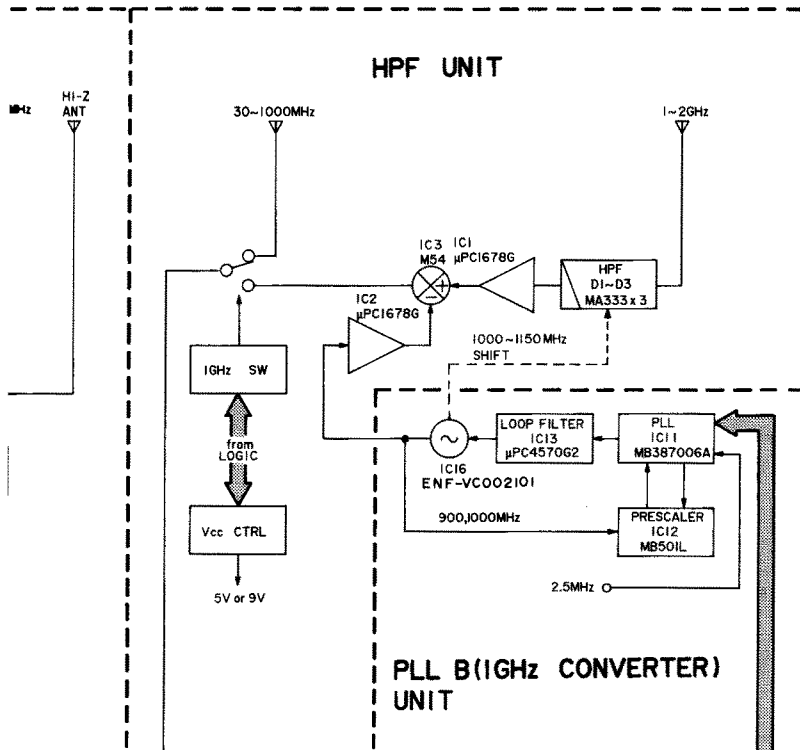 HPF UNIT
MHz
HI-Z
ANT
30~1000MHz
1~2GHz
IC3
M54
IC1
μPC1678G
HPF
D1~D3
MA333 x 3
+
-
IC2
μPC1678G
1000~1150MHz
SHIFT
1GHz SW
from
LOGIC
LOOP FILTER
IC13
μPC4570G2
PLL
IC11
MB387006A
IC16
ENF-VC002101
Vcc CTRL
900,1000MHz
PRESCALER
IC12
MB501L
5V or 9V
2.5MHz
PLL B(1GHz CONVERTER)
UNIT